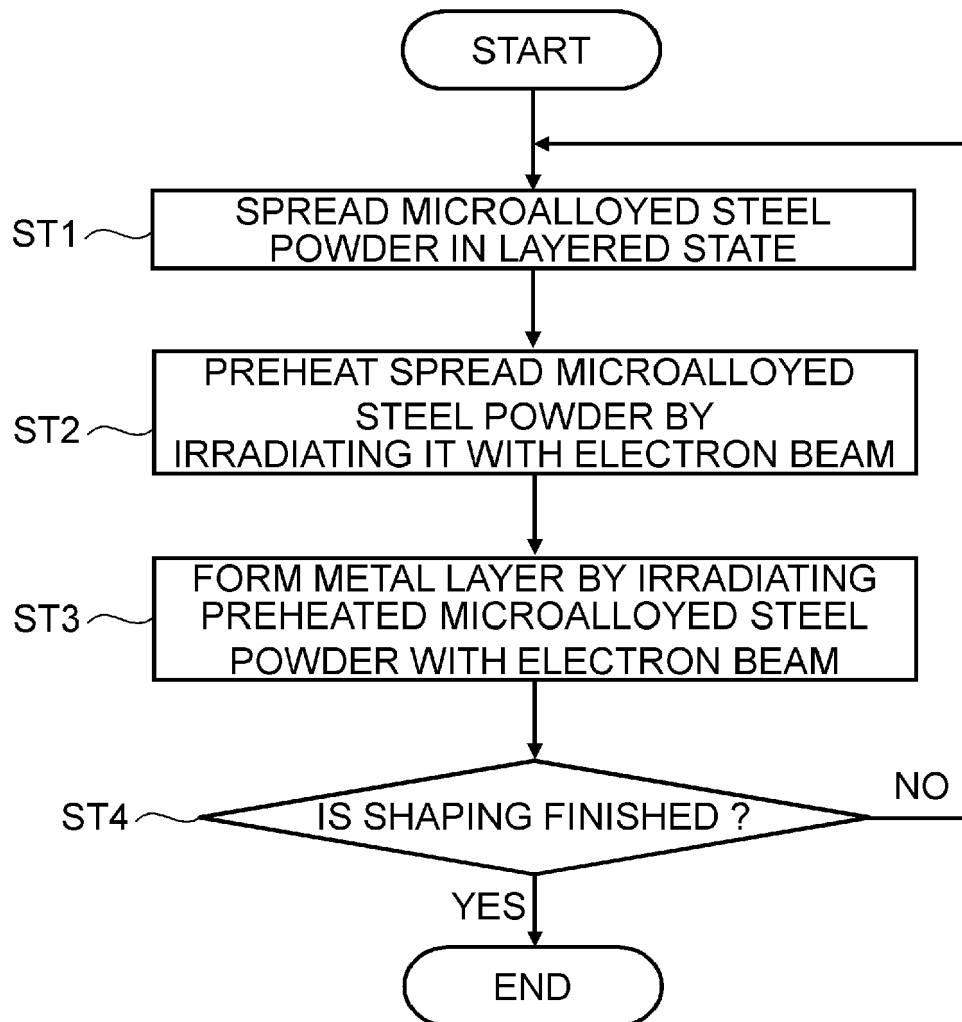 START
ST1
SPREAD MICROALLOYED STEEL
POWDER IN LAYERED STATE
ST2
PREHEAT SPREAD MICROALLOYED
STEEL POWDER BY
IRRADIATING IT WITH ELECTRON BEAM
ST3
FORM METAL LAYER BY IRRADIATING
PREHEATED MICROALLOYED STEEL
POWDER WITH ELECTRON BEAM
ST4
IS SHAPING FINISHED ?
NO
YES
END